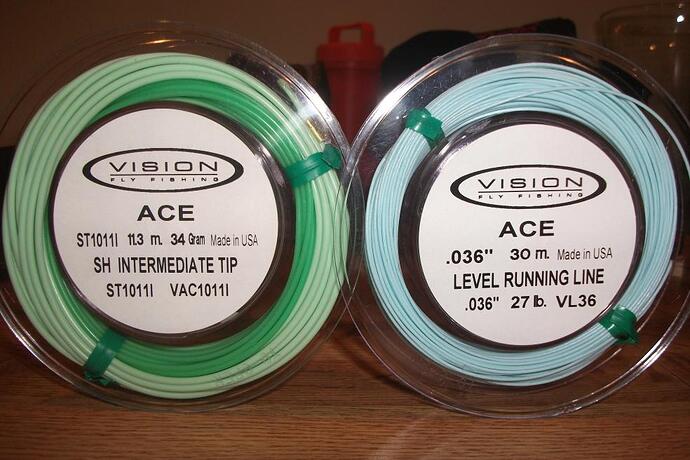 VISION
FLY FISHING
ACE
ST1011I 11.3 m. 34 Gram Made in USA
SH INTERMEDIATE TIP
ST1011I VAC1011I
VISION
FLY FISHING
ACE
.036" 30 m. Made in USA
LEVEL RUNNING LINE
.036" 27 lb. VL36